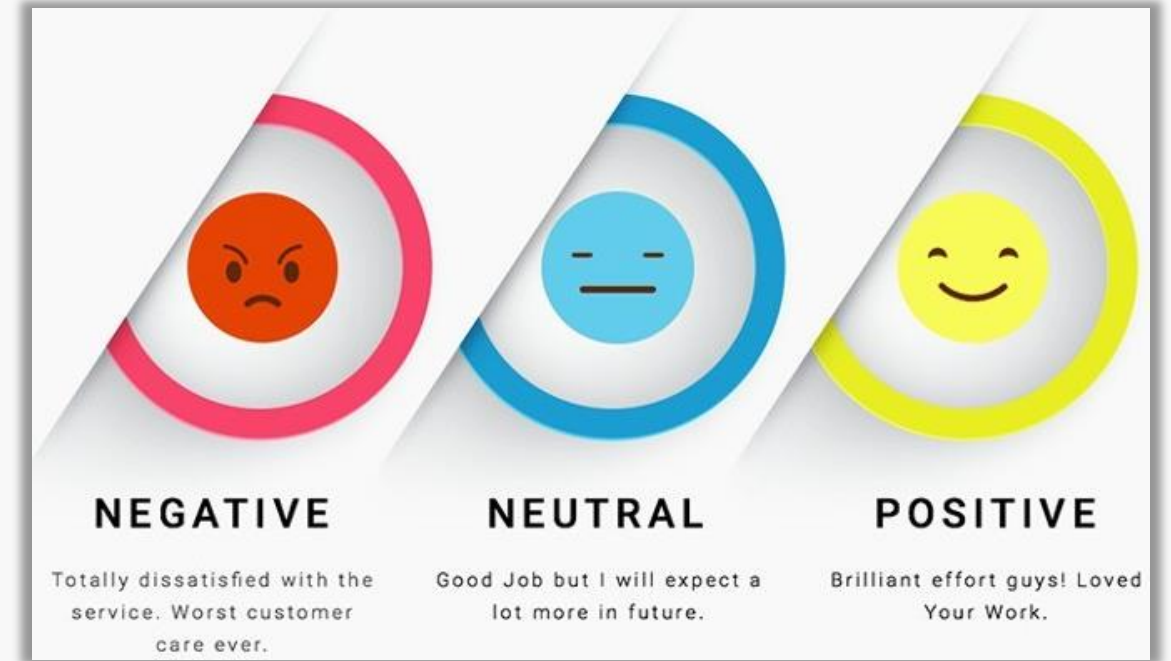 NEGATIVE
Totally dissatisfied with the
service. Worst customer
care ever.
NEUTRAL
Good Job but I will expect a
lot more in future.
POSITIVE
Brilliant effort guys! Loved
Your Work.